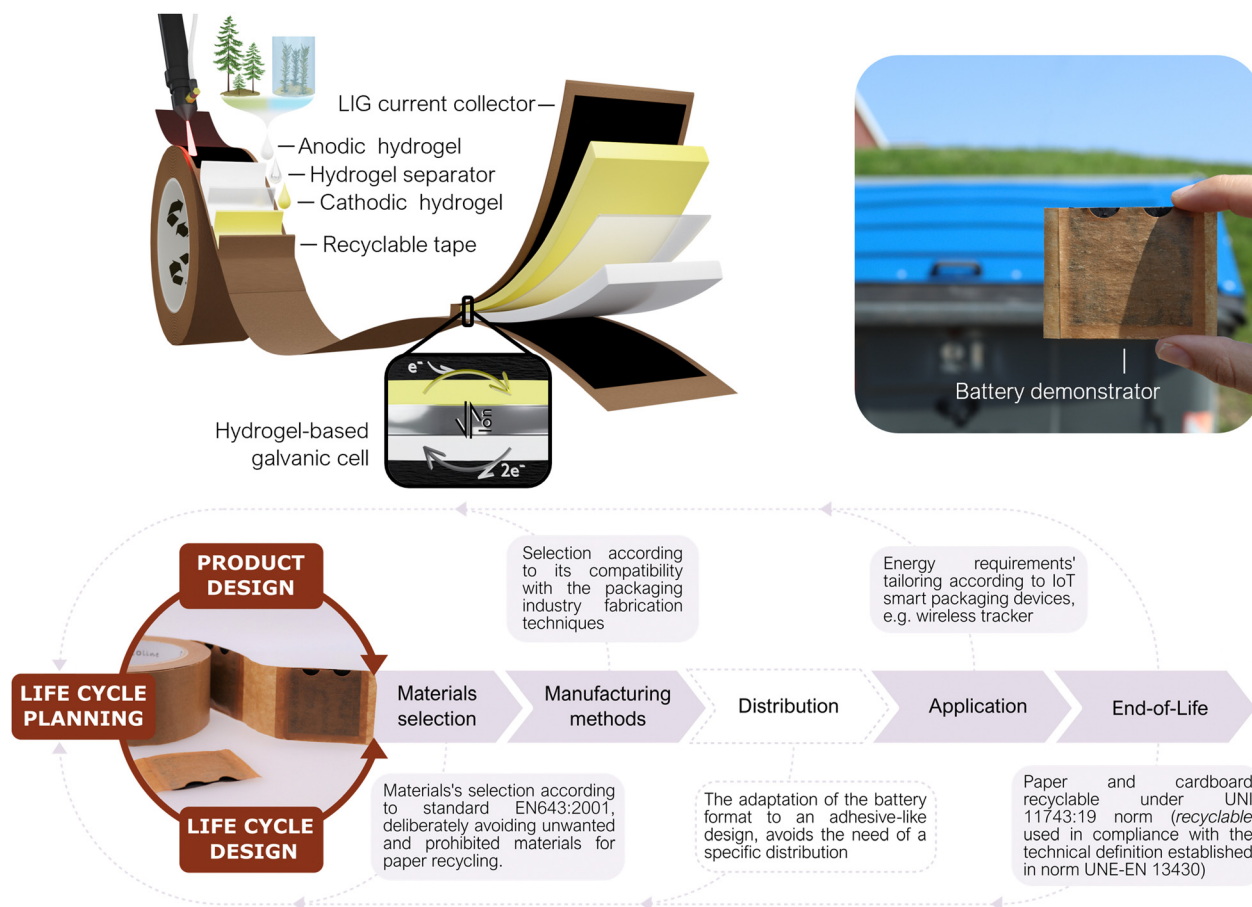 LIG current collector
Anodic hydrogel
Hydrogel separator
Cathodic hydrogel
Recyclable tape
e⁻
Ion
2e⁻
Hydrogel-based
galvanic cell
Battery demonstrator
PRODUCT
DESIGN
LIFE CYCLE
PLANNING
LIFE CYCLE
DESIGN
Selection according
to its compatibility
with the packaging
industry fabrication
techniques
Energy requirements'
tailoring according to IoT
smart packaging devices,
e.g. wireless tracker
Materials
selection
Manufacturing
methods
Distribution
Application
End-of-Life
Materials's selection according
to standard EN643:2001,
deliberately avoiding unwanted
and prohibited materials for
paper recycling.
The adaptation of the battery
format to an adhesive-like
design, avoids the need of a
specific distribution
Paper and cardboard
recyclable under UNI
11743:19 norm (recyclable
used in compliance with the
technical definition established
in norm UNE-EN 13430)